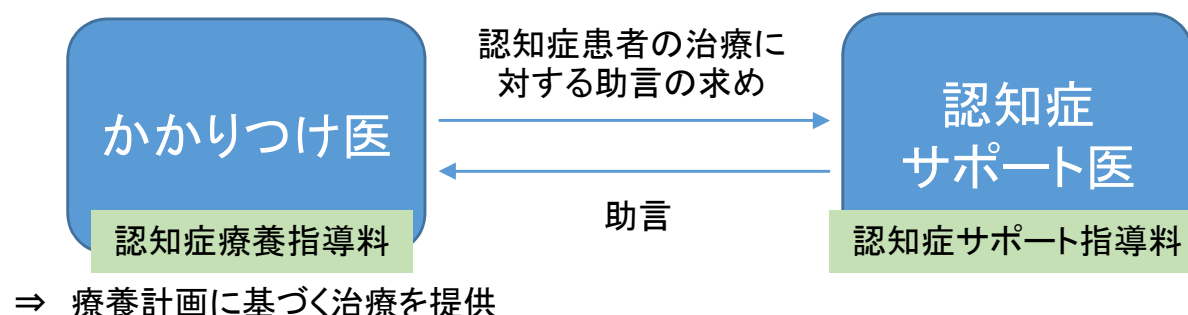 認知症患者の治療に
対する助言の求め
かかりつけ医
認知症
サポート医
助言
認知症療養指導料
認知症サポート指導料
⇒ 療養計画に基づく治療を提供